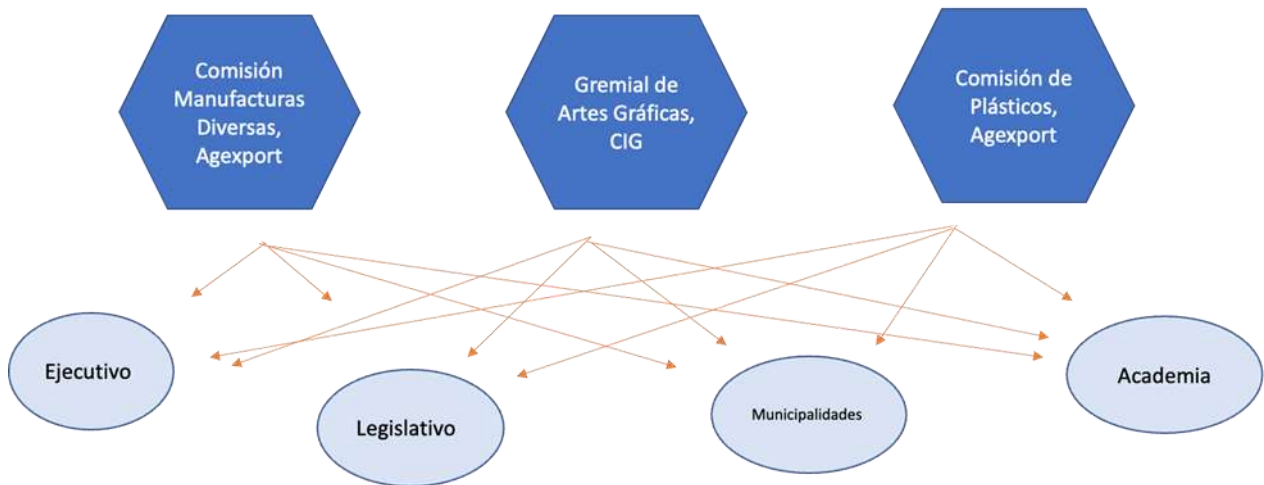 Comisión
Manufacturas
Diversas,
Agexport
Gremial de
Artes Gráficas,
CIG
Comisión de
Plásticos,
Agexport
Ejecutivo
Legislativo
Municipalidades
Academia